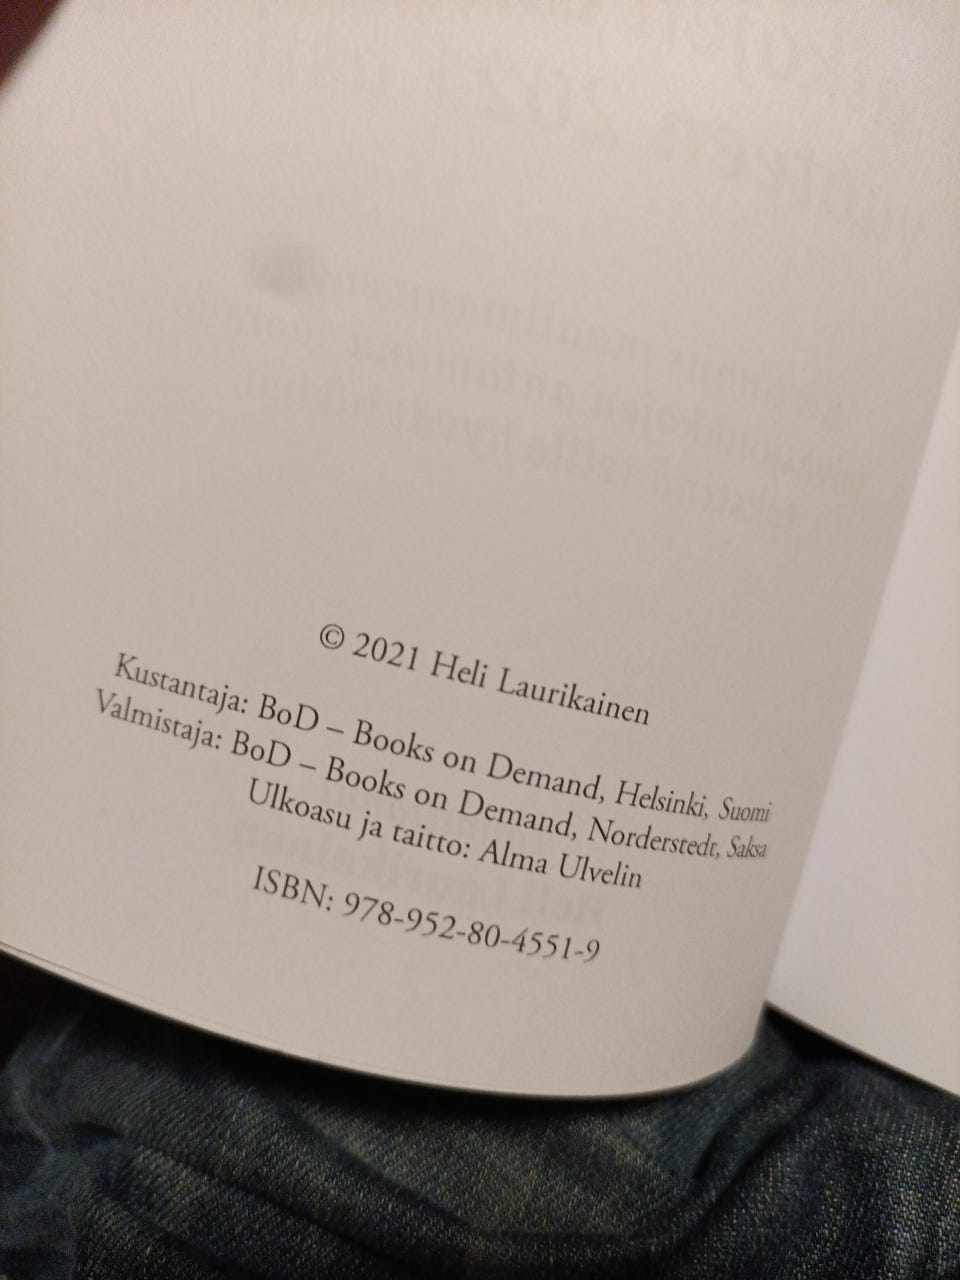 © 2021 Heli Laurikainen
Kustantaja: BoD – Books on Demand, Helsinki, Suomi
Valmistaja: BoD – Books on Demand, Norderstedt, Saksa
Ulkoasu ja taitto: Alma Ulvelin
ISBN: 978-952-80-4551-9